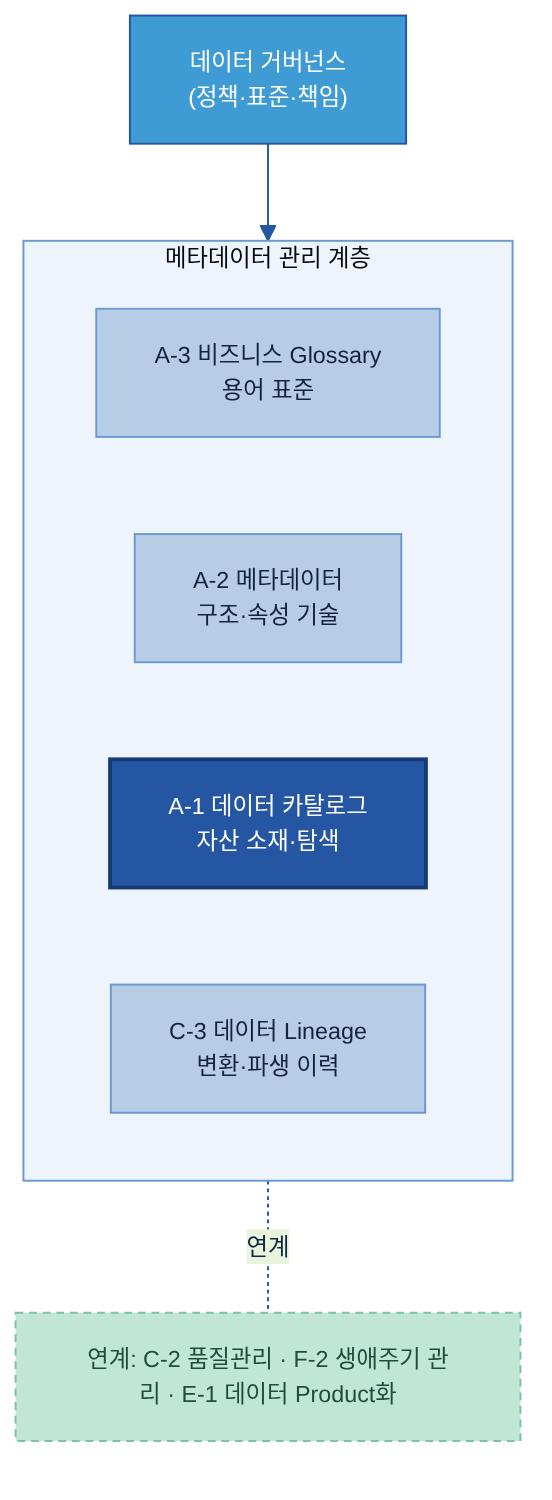 데이터 거버넌스
(정책·표준·책임)
메타데이터 관리 계층
A-3 비즈니스 Glossary
용어 표준
A-2 메타데이터
구조·속성 기술
A-1 데이터 카탈로그
자산 소재·탐색
C-3 데이터 Lineage
변환·파생 이력
연계
연계: C-2 품질관리 · F-2 생애주기 관
리 · E-1 데이터 Product화